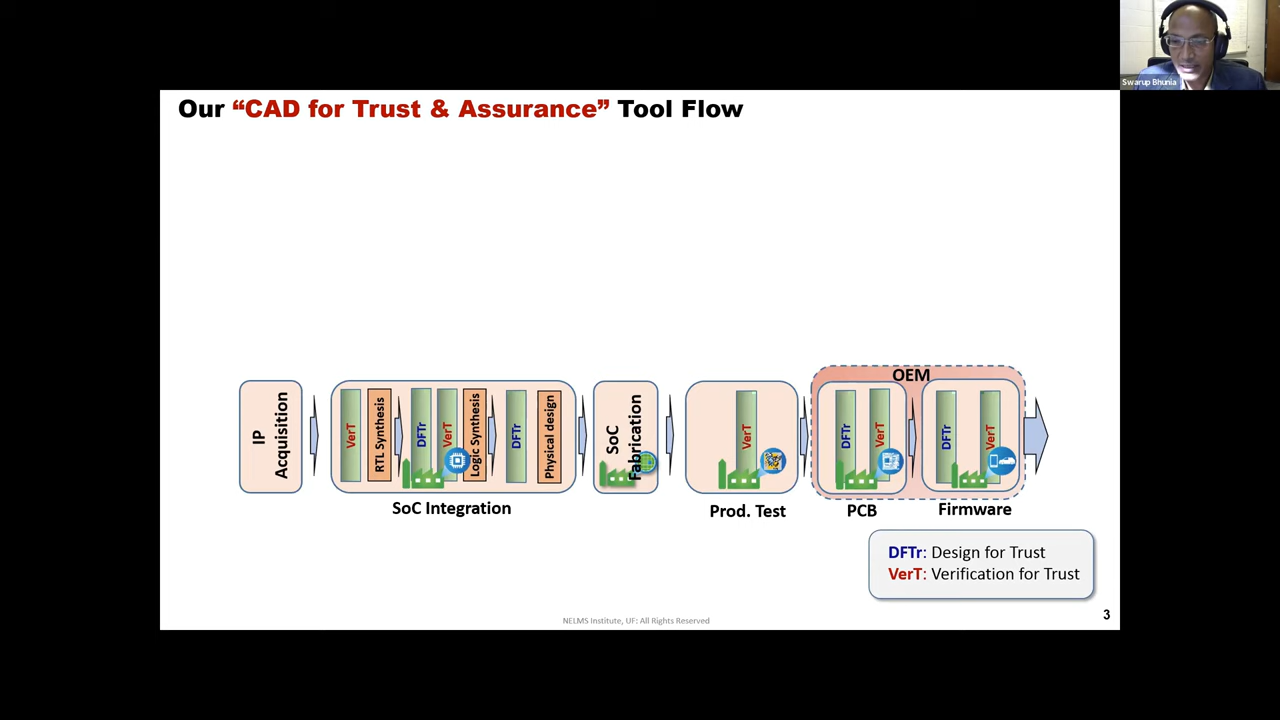 Swarup Bhunia
Our “CAD for Trust & Assurance” Tool Flow
IP
Acquisition
VerT
RTL Synthesis
DFTr
VerT
Logic Synthesis
DFTr
Physical design
SoC Integration
SoC
Fabrication
VerT
Prod. Test
OEM
DFTr
VerT
PCB
DFTr
VerT
Firmware
DFTr: Design for Trust
VerT: Verification for Trust
NELMS Institute, UF: All Rights Reserved
3